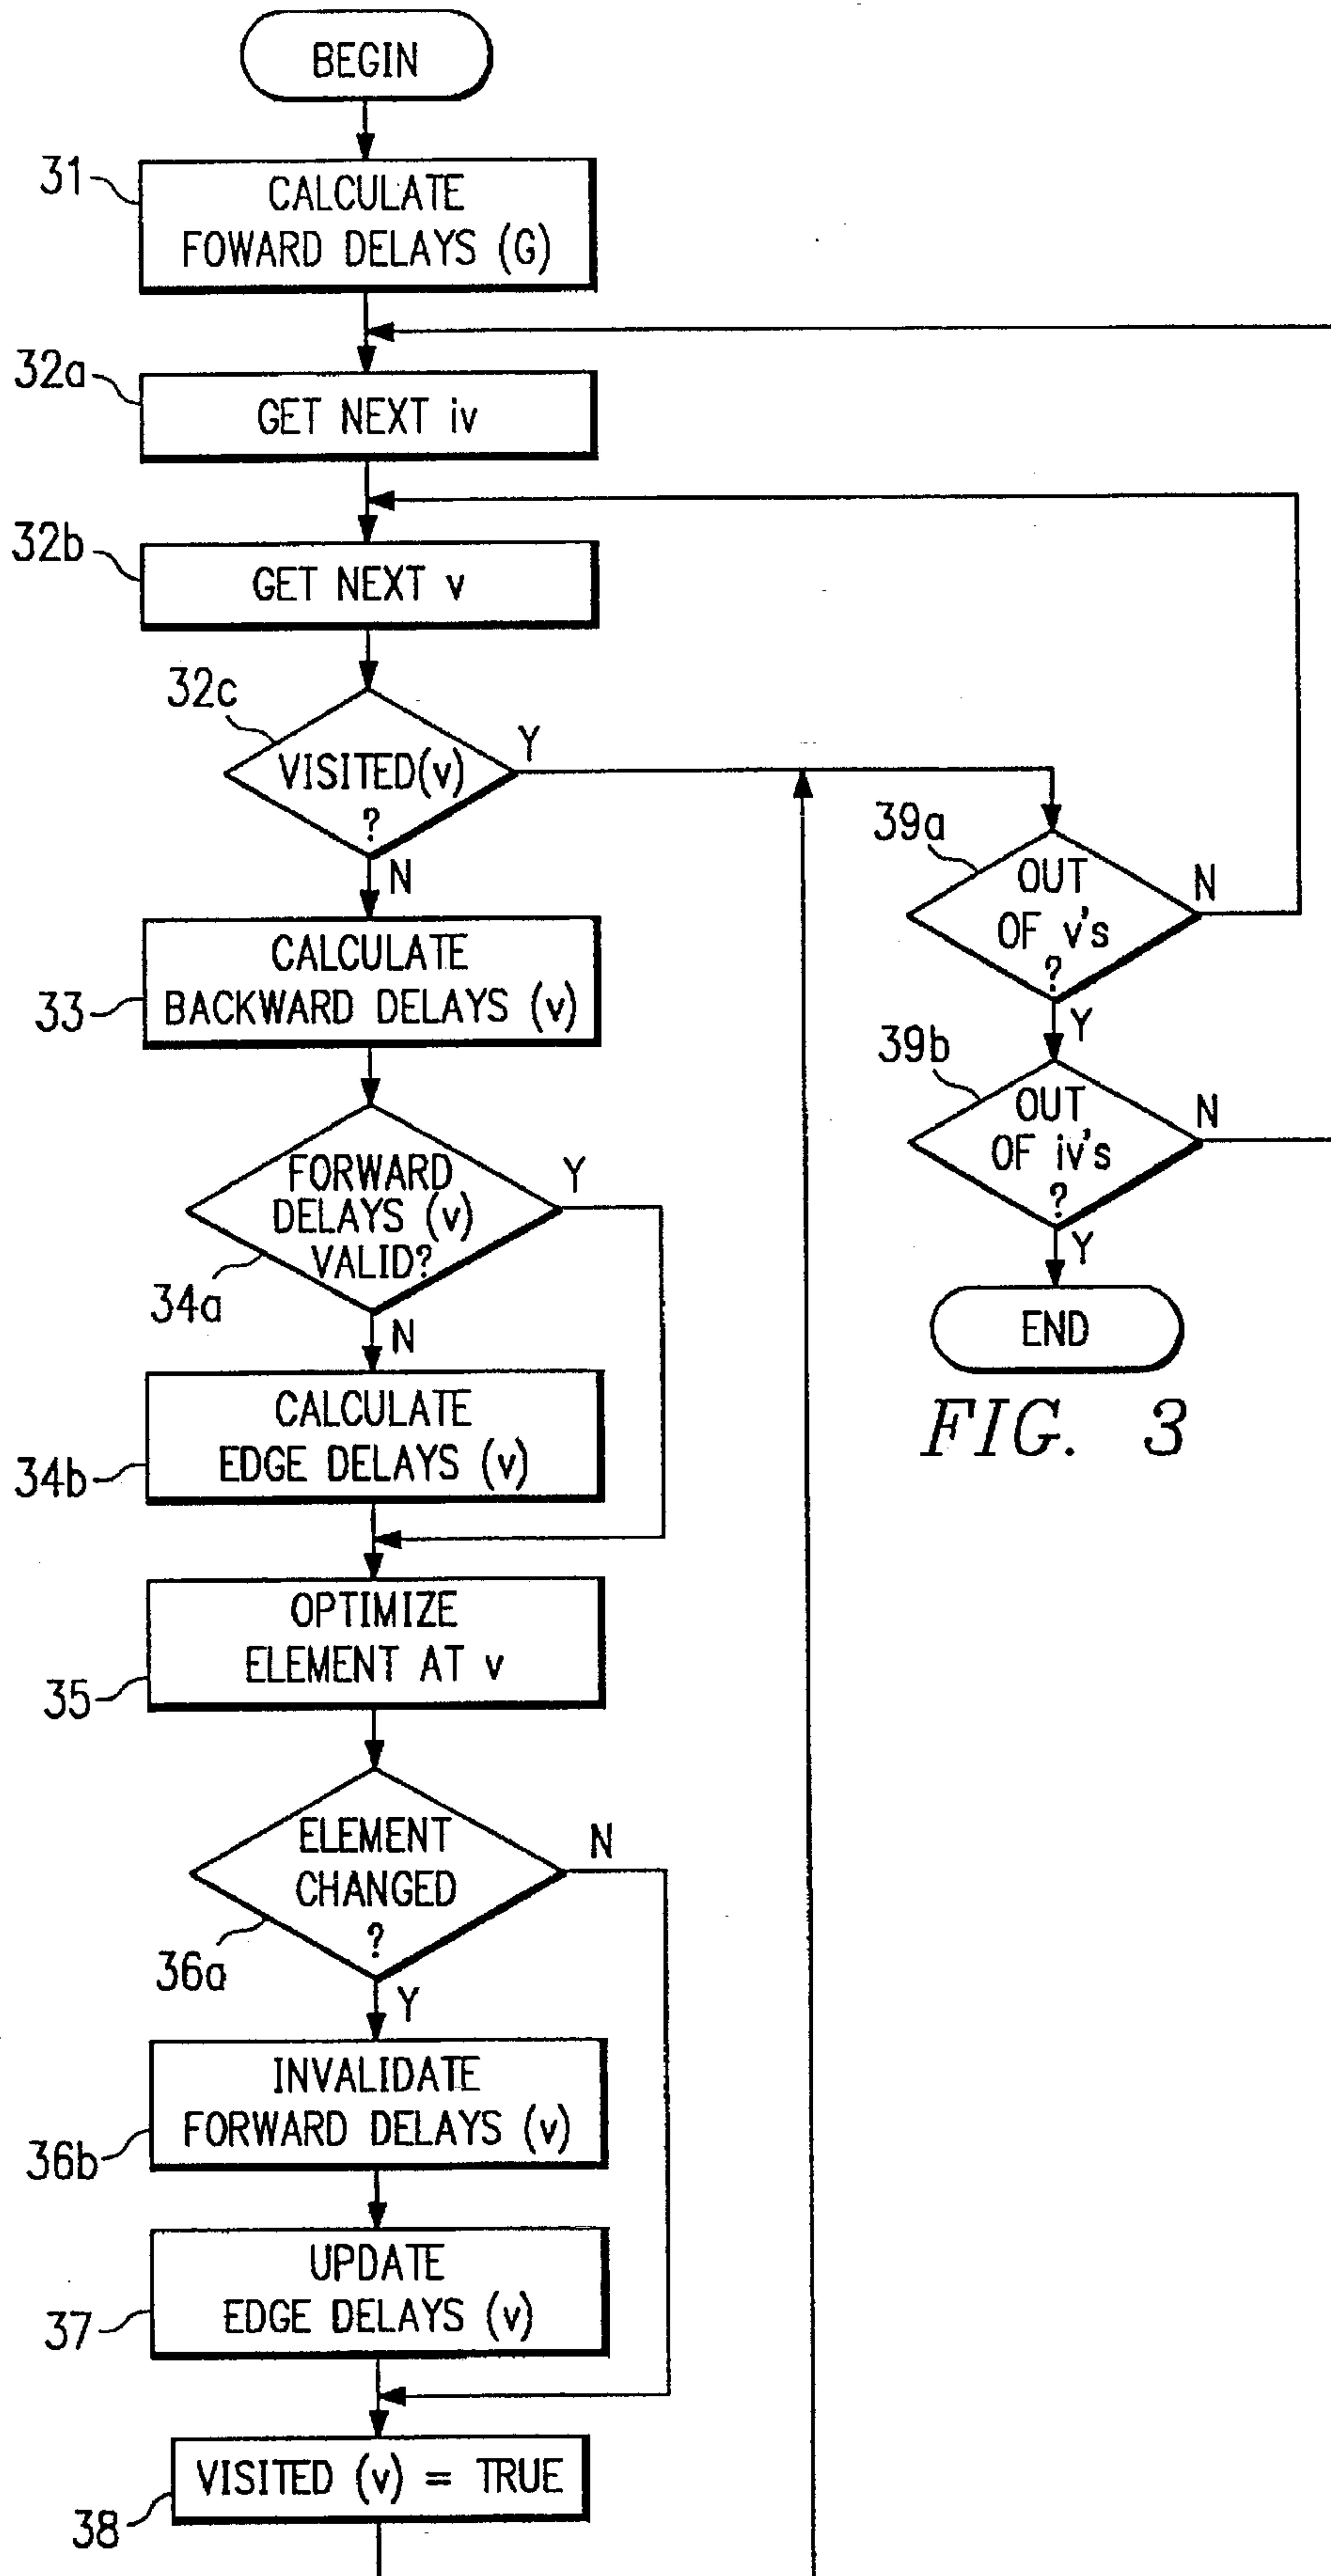 BEGIN
31
CALCULATE
FOWARD DELAYS (G)
32a
GET NEXT iv
32b
GET NEXT v
32c
VISITED(v)
?
Y
N
33
CALCULATE
BACKWARD DELAYS (v)
34a
FORWARD
DELAYS (v)
VALID?
Y
N
34b
CALCULATE
EDGE DELAYS (v)
35
OPTIMIZE
ELEMENT AT v
36a
ELEMENT
CHANGED
?
N
Y
36b
INVALIDATE
FORWARD DELAYS (v)
37
UPDATE
EDGE DELAYS (v)
38
VISITED (v) = TRUE
39a
OUT
OF v's
?
N
Y
39b
OUT
OF iv's
?
N
Y
END
FIG. 3